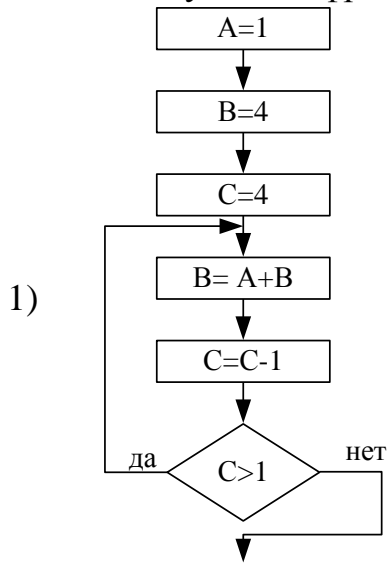 A=1
B=4
C=4
B= A+B
1)
C=C-1
да
нет
C>1